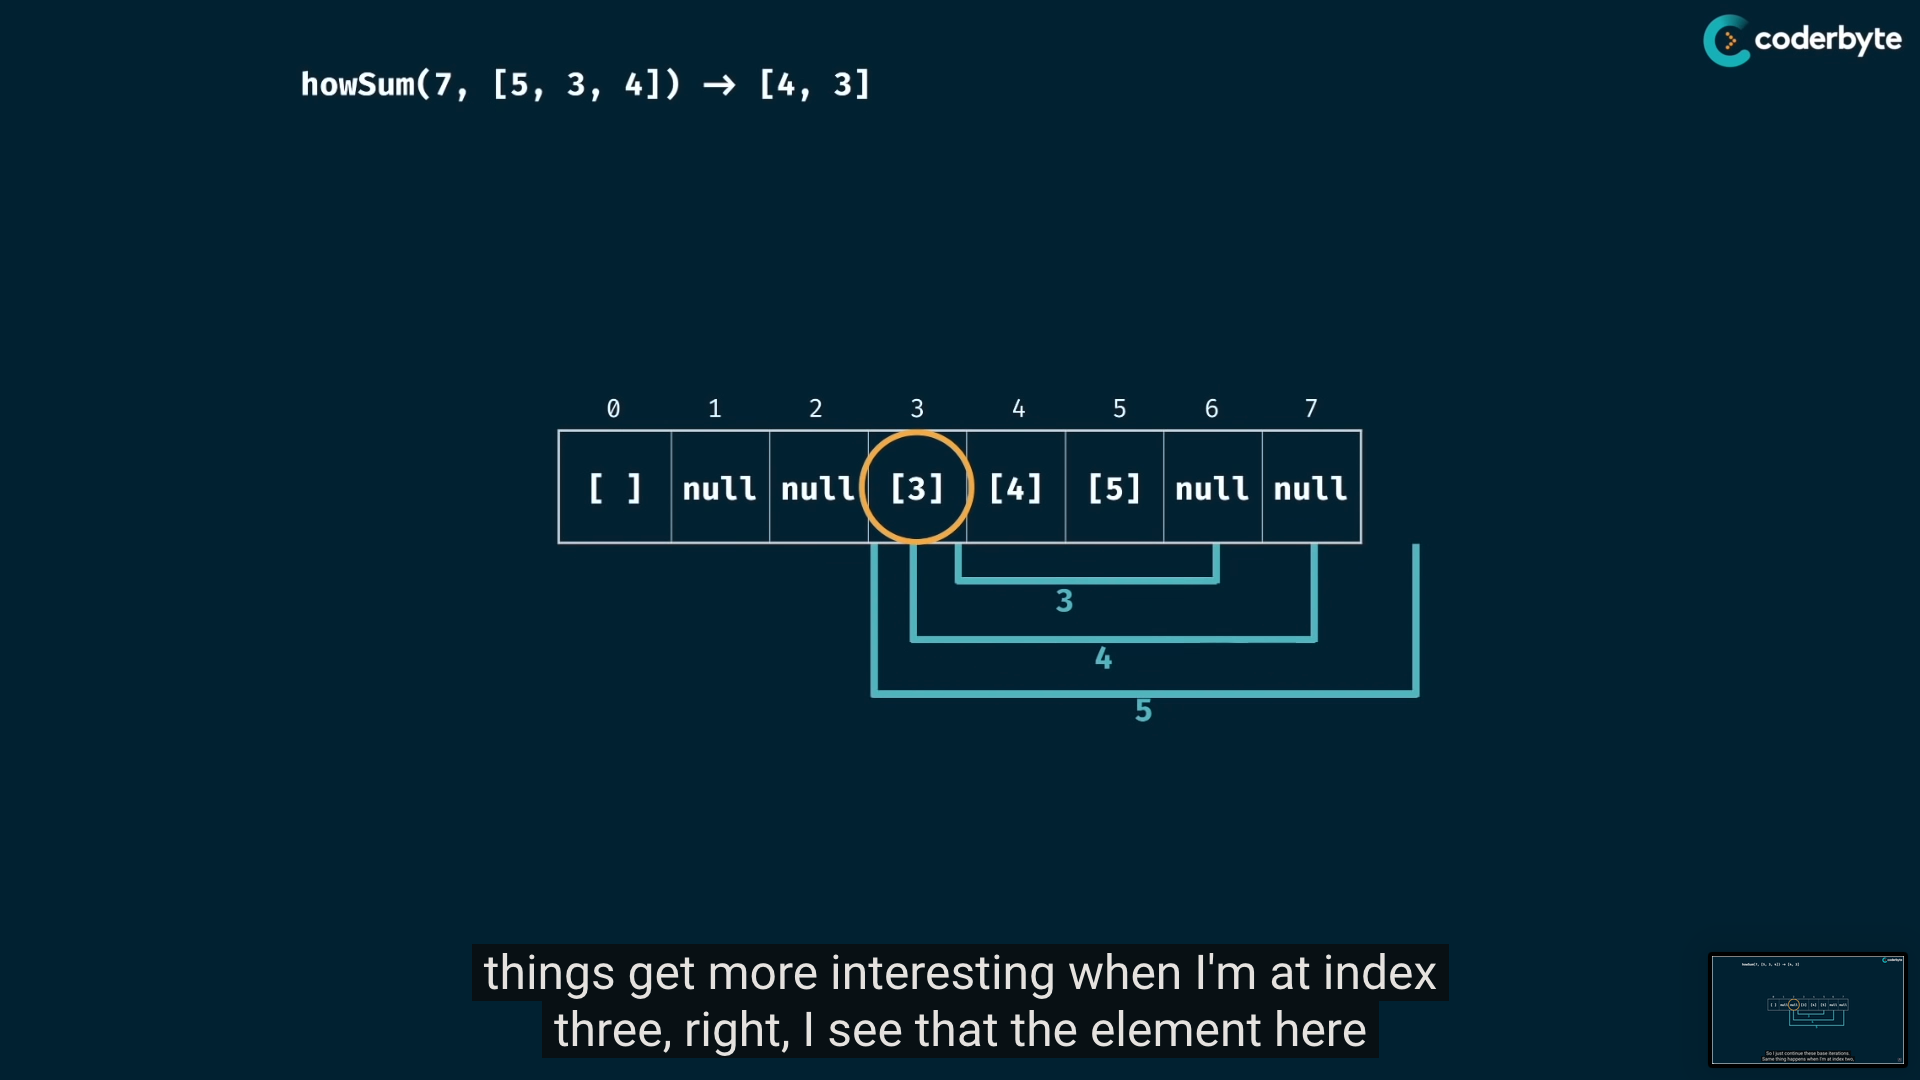 coderbyte
howSum(7, [5, 3, 4]) → [4, 3]
0 1 2 3 4 5 6 7
[ ] null null [3] [4] [5] null null
3
4
5
things get more interesting when I'm at index
three, right, I see that the element here